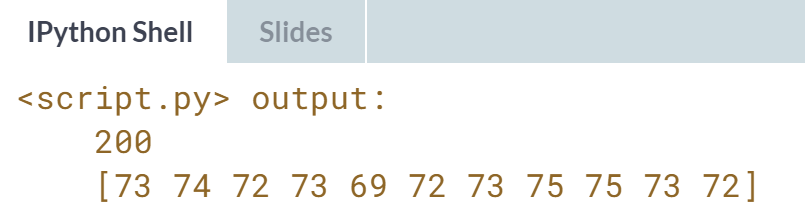 IPython Shell Slides
<script.py> output:
200
[73 74 72 73 69 72 73 75 75 73 72]